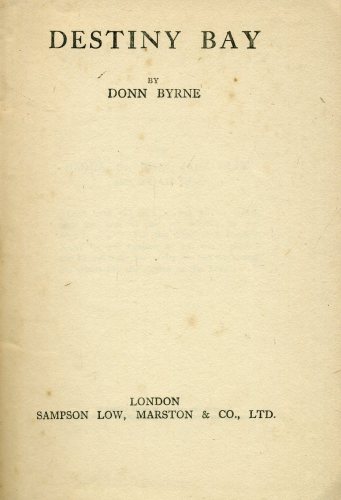 DESTINY BAY
BY
DONN BYRNE
LONDON
SAMPSON LOW, MARSTON & CO., LTD.